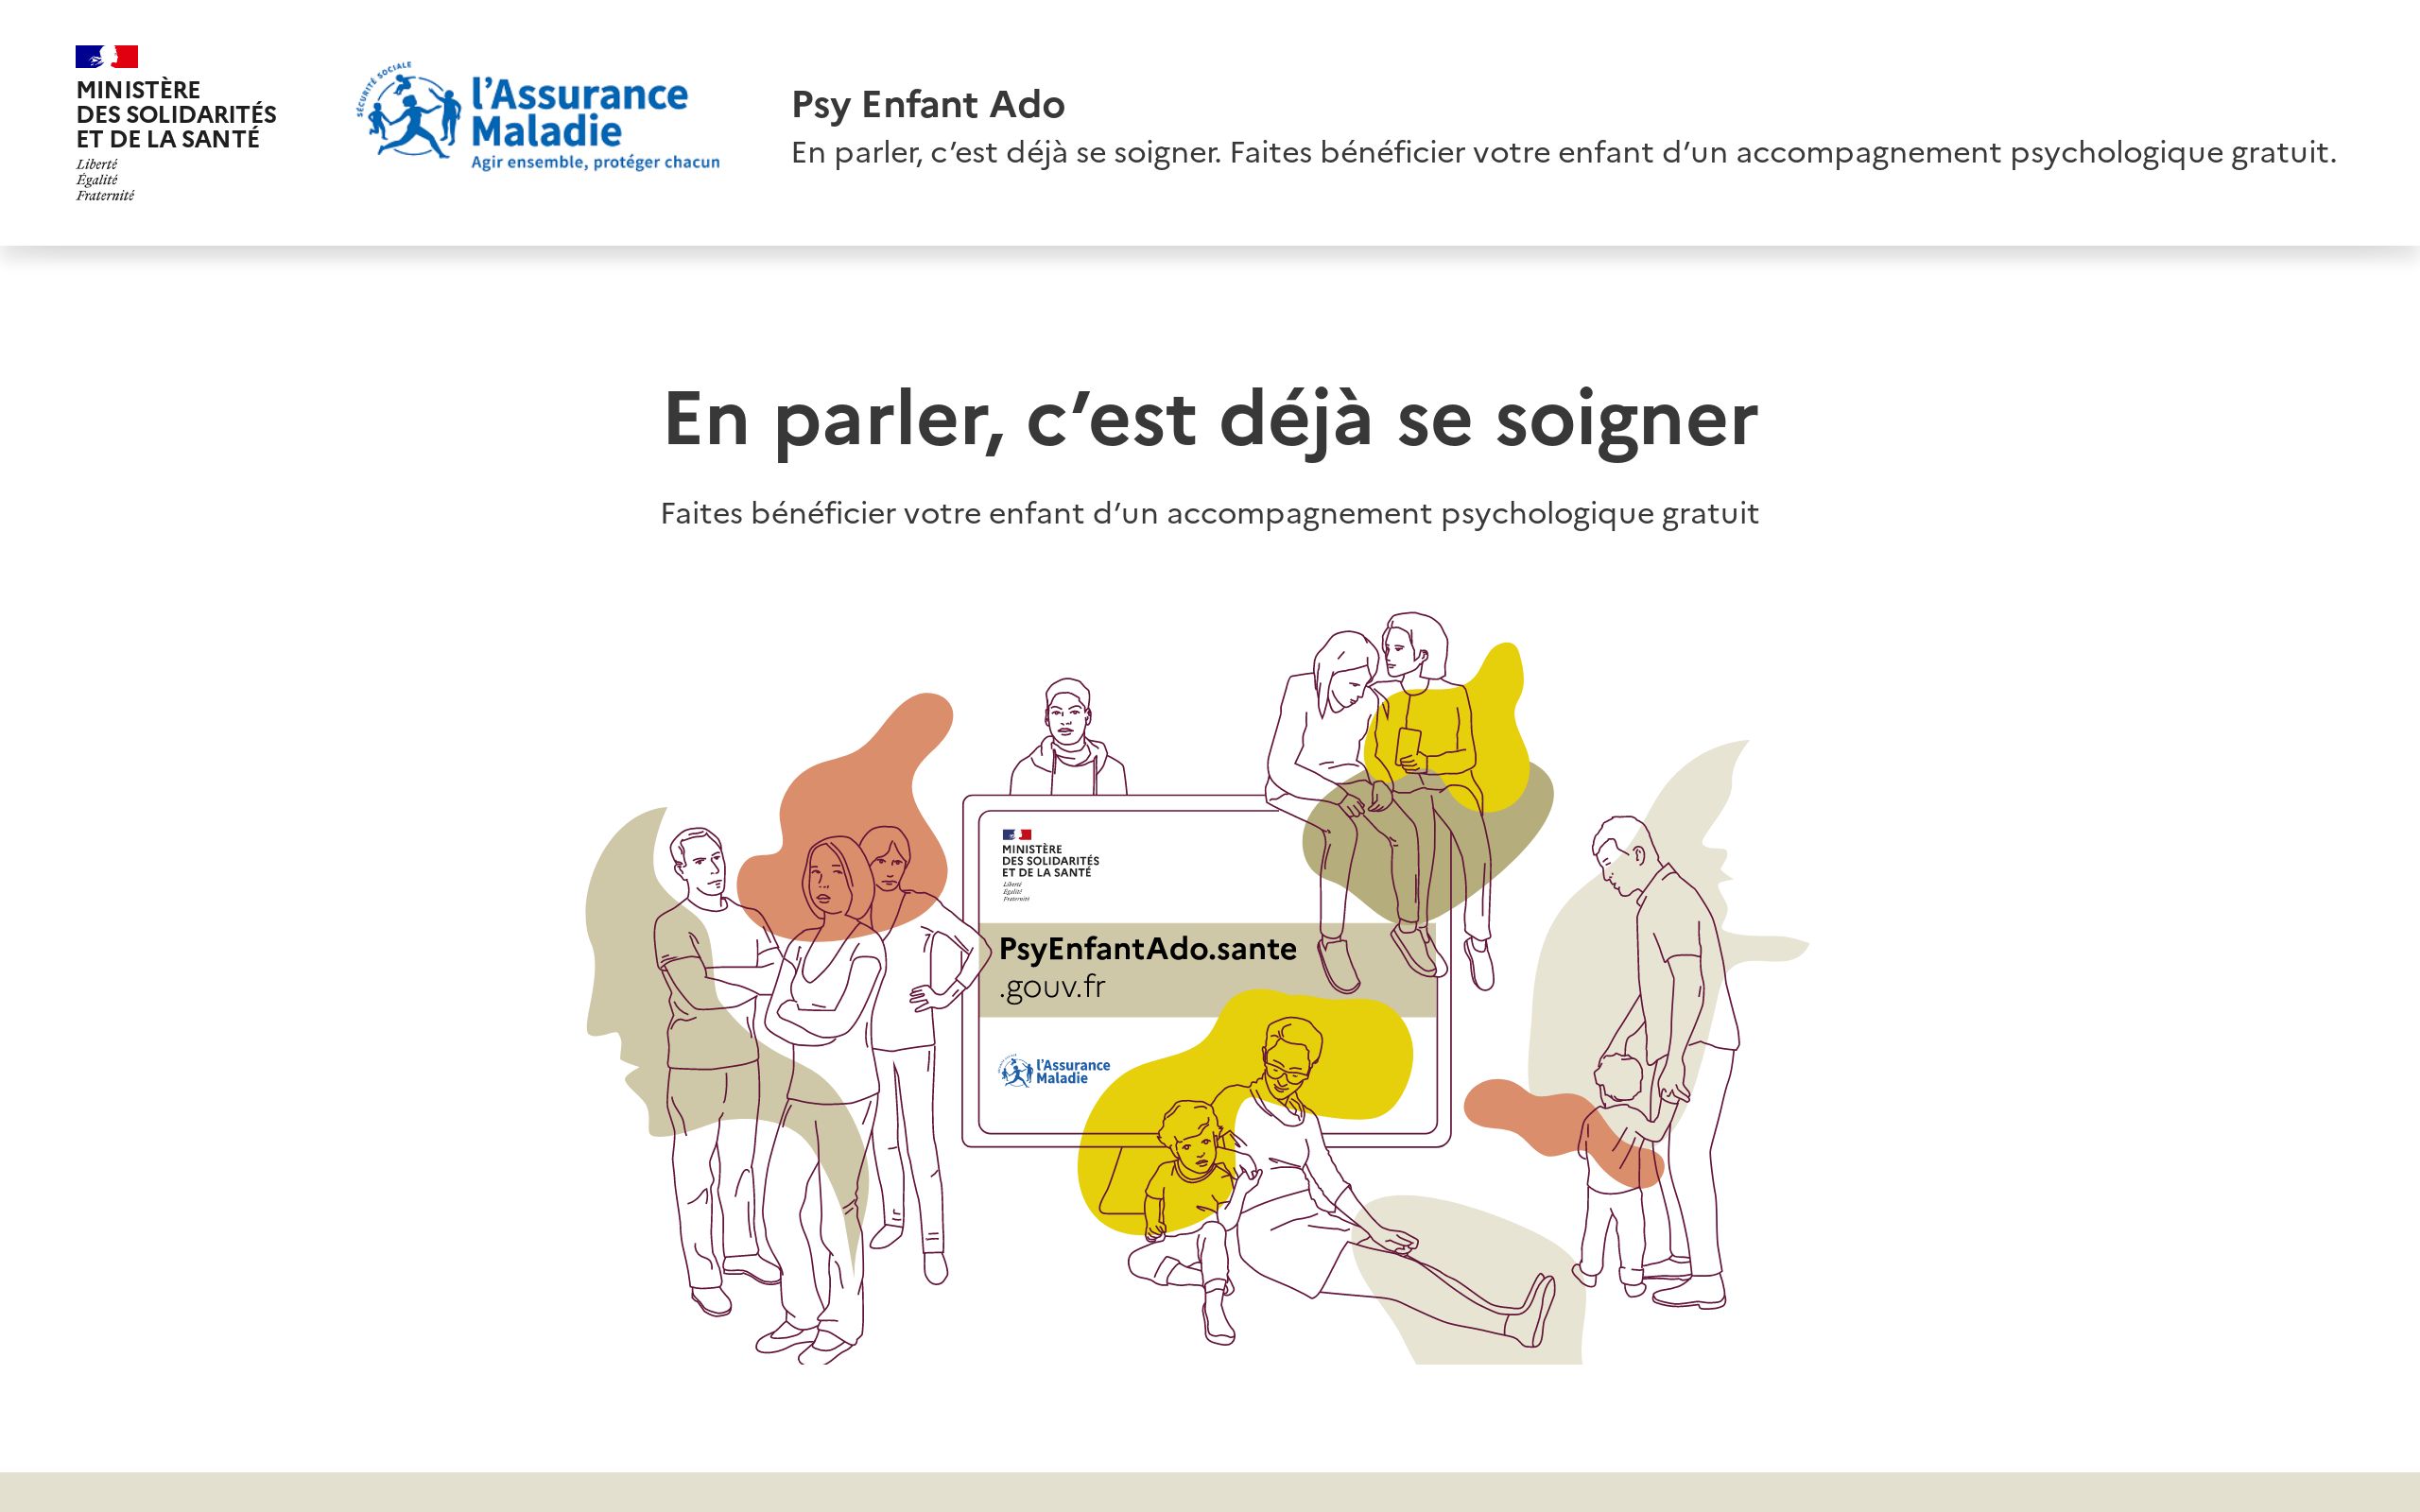 MINISTÈRE
DES SOLIDARITÉS
ET DE LA SANTÉ
Liberté
Égalité
Fraternité
SÉCURITÉ SOCIALE
l’Assurance
Maladie
Agir ensemble, protéger chacun
Psy Enfant Ado
En parler, c’est déjà se soigner. Faites bénéficier votre enfant d’un accompagnement psychologique gratuit.
En parler, c’est déjà se soigner
Faites bénéficier votre enfant d’un accompagnement psychologique gratuit
MINISTÈRE
DES SOLIDARITÉS
ET DE LA SANTÉ
Liberté
Égalité
Fraternité
PsyEnfantAdo.sante
.gouv.fr
l’Assurance
Maladie